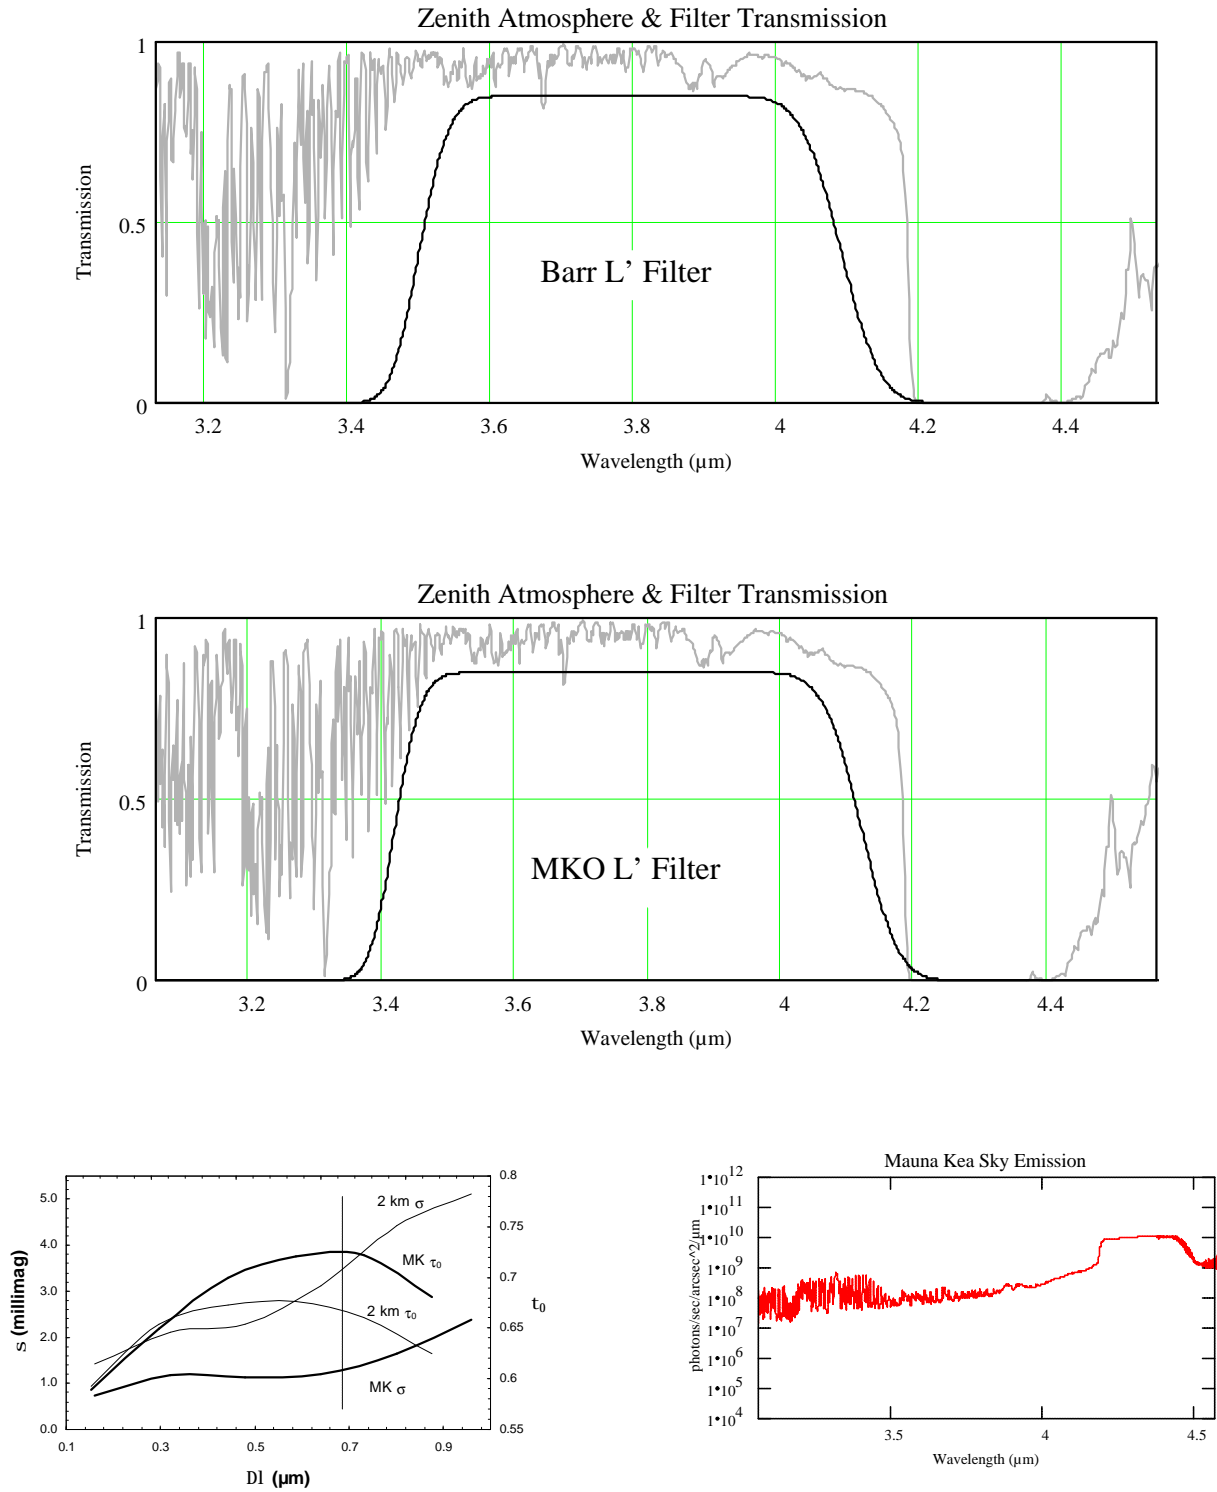 Zenith Atmosphere & Filter Transmission
1
0.5
0
Transmission
Barr L’ Filter
3.2 3.4 3.6 3.8 4 4.2 4.4
Wavelength (µm)
Zenith Atmosphere & Filter Transmission
1
0.5
0
Transmission
MKO L’ Filter
3.2 3.4 3.6 3.8 4 4.2 4.4
Wavelength (µm)
5.0
4.0
3.0
2.0
1.0
0.0
s (millimag)
2 km σ
MK τ0
2 km τ0
MK σ
0.8
0.75
0.7
0.65
0.6
0.55
t0
0.1 0.3 0.5 0.7 0.9
Dl (µm)
Mauna Kea Sky Emission
1•10^12
1•10^11
1•10^10
1•10^9
1•10^8
1•10^7
1•10^6
1•10^5
1•10^4
photons/sec/arcsec^2/µm
3.5 4 4.5
Wavelength (µm)